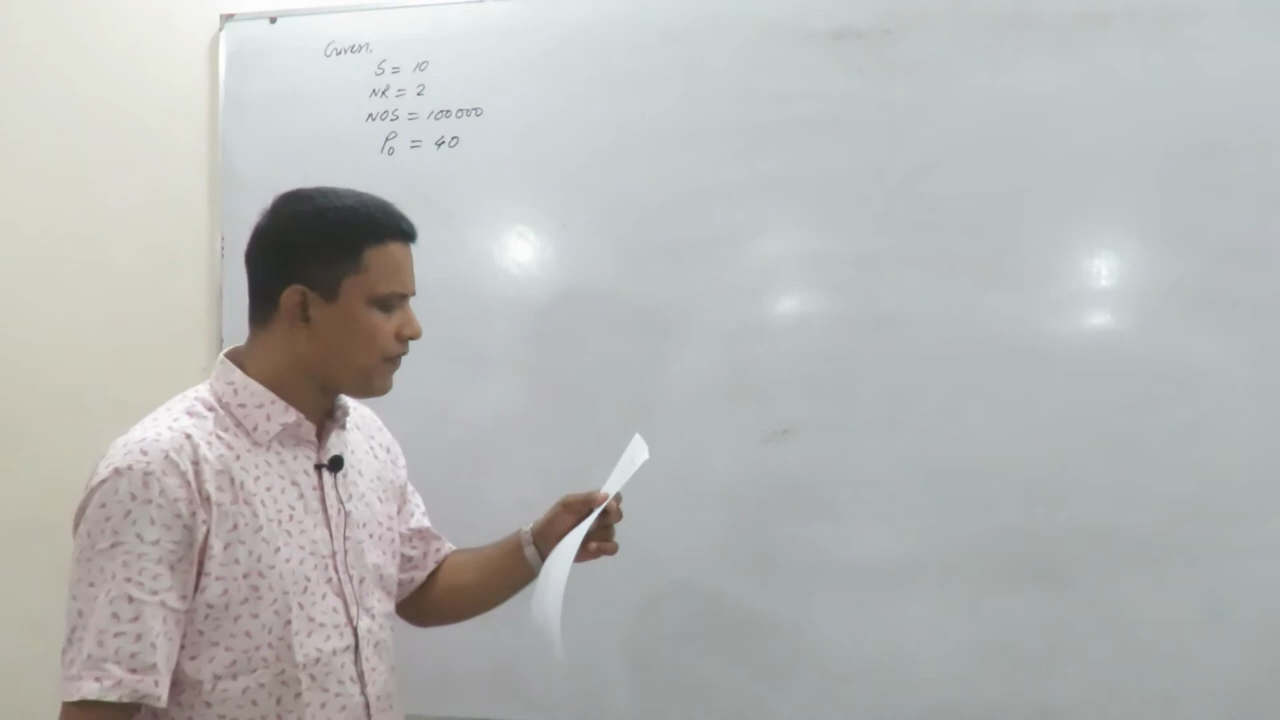 Given,
S = 10
NR = 2
NOS = 100000
P₀ = 40